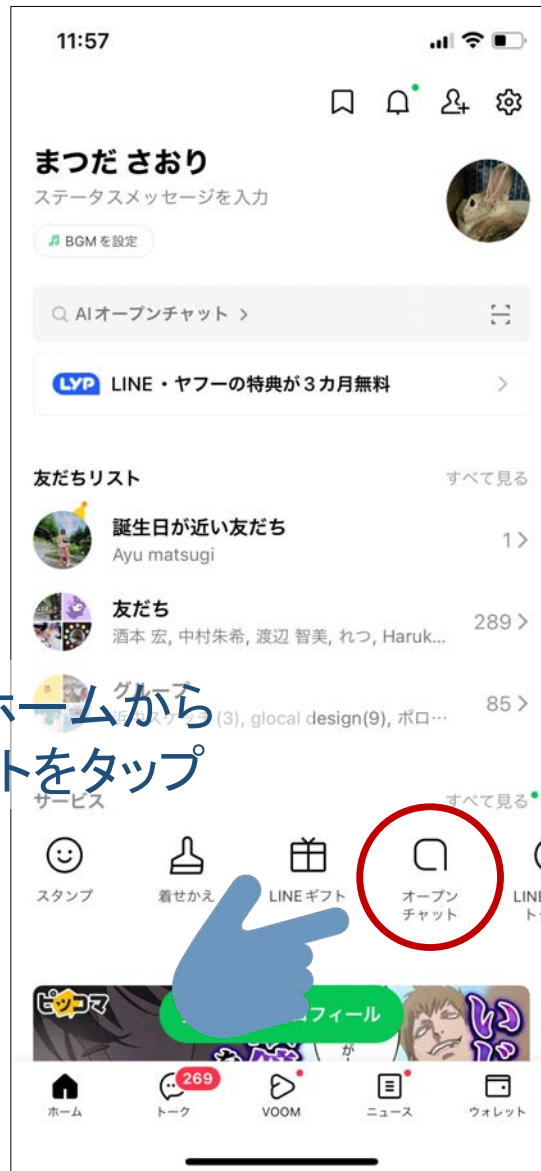 11:57
まつだ さおり
ステータスメッセージを入力
BGMを設定
AIオープンチャット >
LYP LINE・ヤフーの特典が3カ月無料 >
友だちリスト すべて見る
誕生日が近い友だち
Ayu matsugi 1 >
友だち
酒本 宏, 中村朱希, 渡辺 智美, れつ, Haruk... 289 >
グループ
(3), glocal design(9), ポロ… 85 >
ホームから
トをタップ
サービス すべて見る
スタンプ 着せかえ LINEギフト オープン LINE
チャット
ピッコマ
フィール
が
269
ホーム トーク VOOM ニュース ウォレット